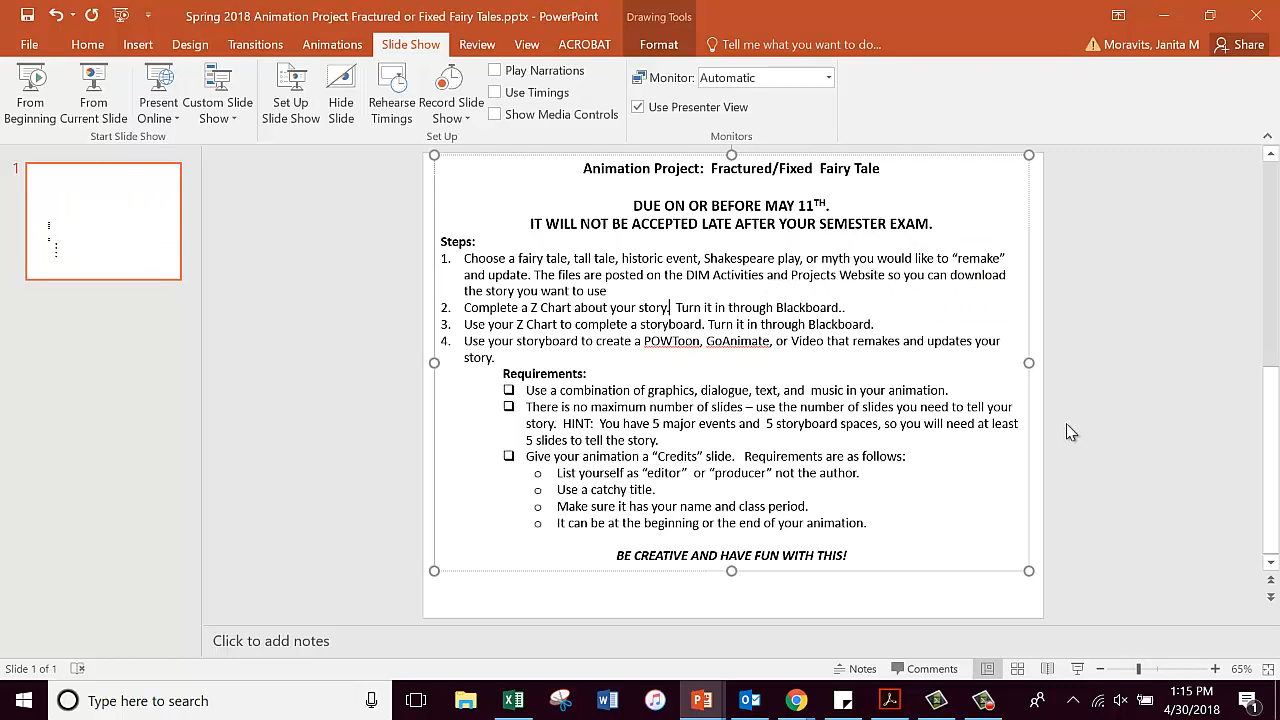 Spring 2018 Animation Project Fractured or Fixed Fairy Tales.pptx - PowerPoint
Drawing Tools
File Home Insert Design Transitions Animations Slide Show Review View ACROBAT Format Tell me what you want to do... Moravits, Janita M Share
From Beginning
From Current Slide
Present Online
Custom Slide Show
Start Slide Show
Set Up Slide Show
Hide Slide
Rehearse Timings
Record Slide Show
Play Narrations
Use Timings
Show Media Controls
Set Up
Monitor: Automatic
Use Presenter View
Monitors
1
Animation Project: Fractured/Fixed Fairy Tale
DUE ON OR BEFORE MAY 11TH.
IT WILL NOT BE ACCEPTED LATE AFTER YOUR SEMESTER EXAM.
Steps:
1. Choose a fairy tale, tall tale, historic event, Shakespeare play, or myth you would like to “remake”
and update. The files are posted on the DIM Activities and Projects Website so you can download
the story you want to use
2. Complete a Z Chart about your story. Turn it in through Blackboard..
3. Use your Z Chart to complete a storyboard. Turn it in through Blackboard.
4. Use your storyboard to create a POWToon, GoAnimate, or Video that remakes and updates your
story.
Requirements:
Use a combination of graphics, dialogue, text, and music in your animation.
There is no maximum number of slides – use the number of slides you need to tell your
story. HINT: You have 5 major events and 5 storyboard spaces, so you will need at least
5 slides to tell the story.
Give your animation a “Credits” slide. Requirements are as follows:
o List yourself as “editor” or “producer” not the author.
o Use a catchy title.
o Make sure it has your name and class period.
o It can be at the beginning or the end of your animation.
BE CREATIVE AND HAVE FUN WITH THIS!
Click to add notes
Slide 1 of 1 Notes Comments 65%
Type here to search
1:15 PM
4/30/2018
1